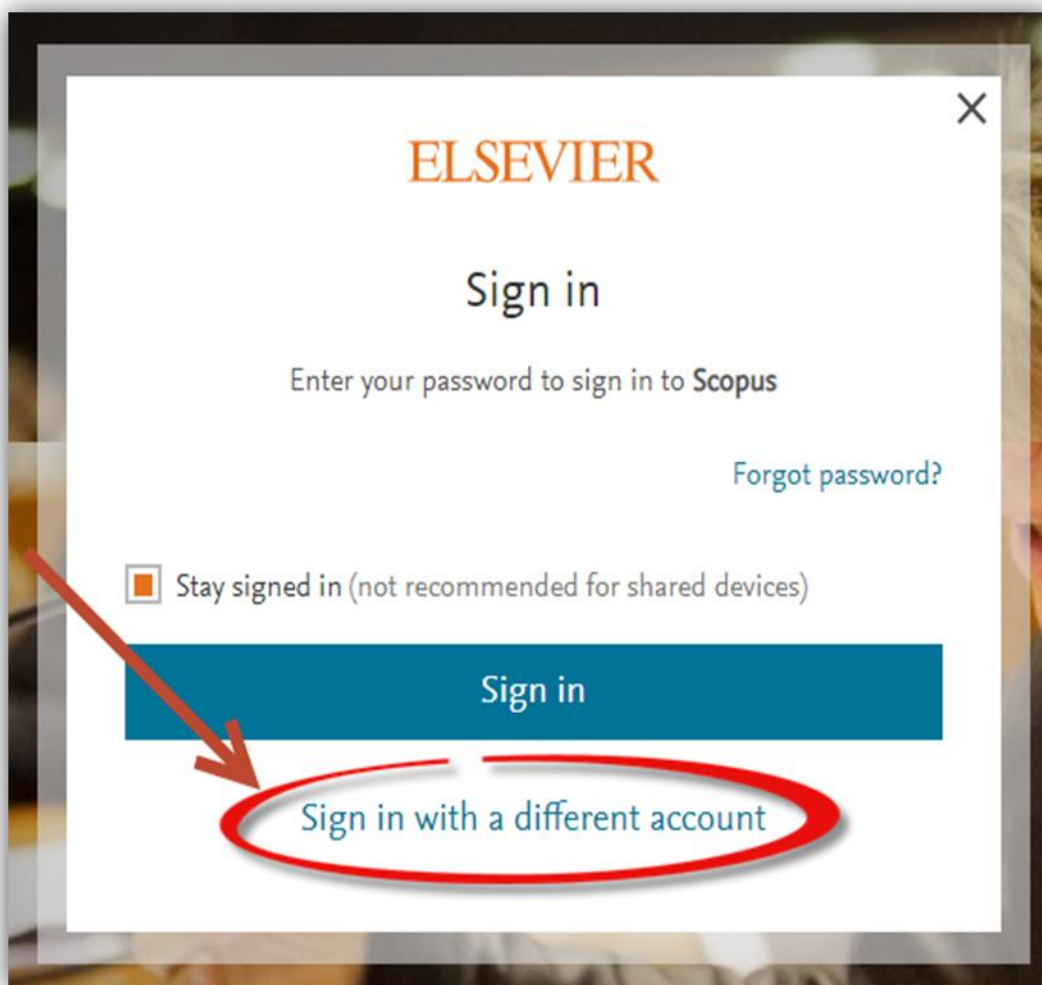 ELSEVIER
Sign in
Enter your password to sign in to Scopus
Forgot password?
Stay signed in (not recommended for shared devices)
Sign in
Sign in with a different account